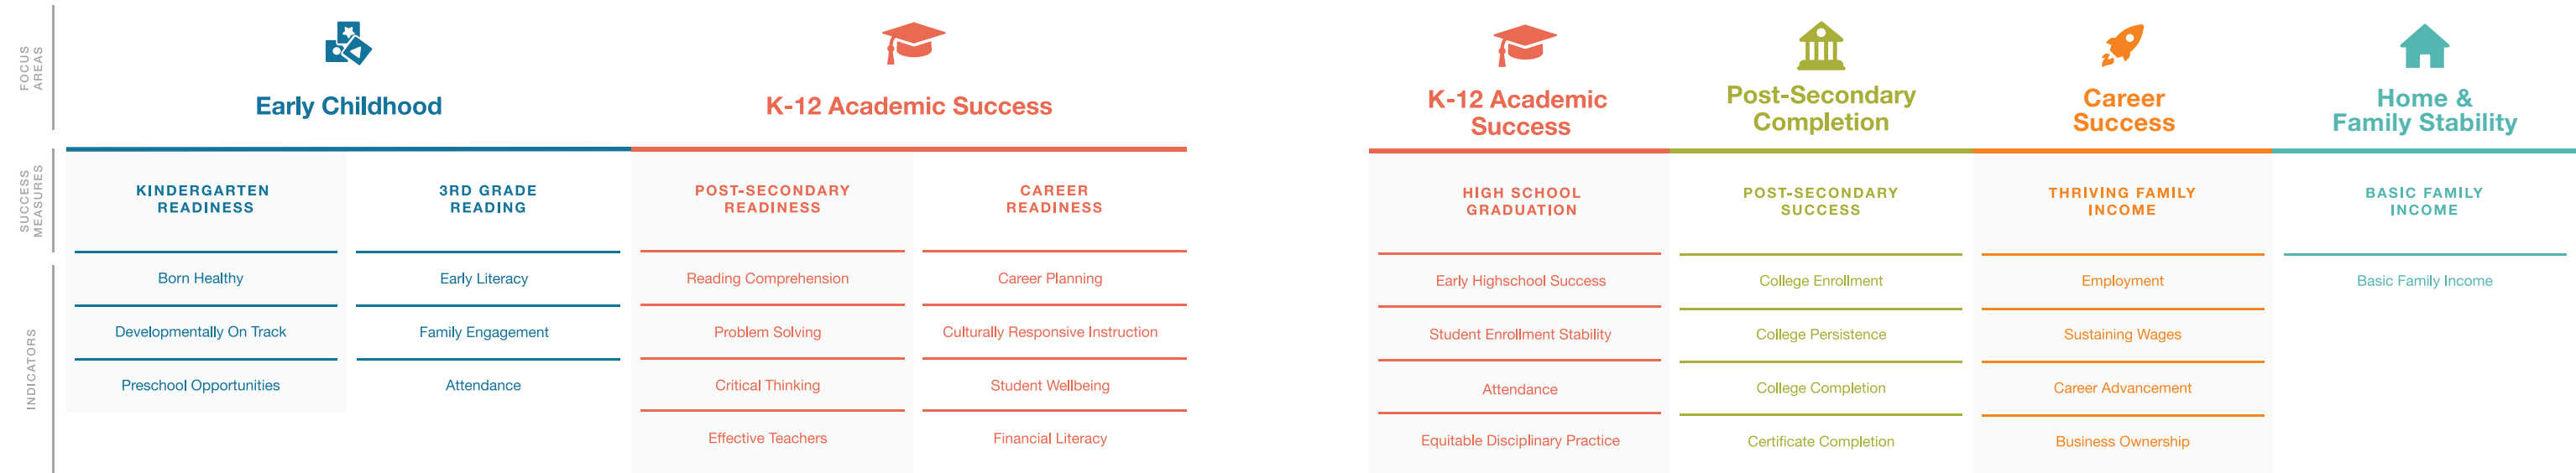 FOCUS
AREAS
Early Childhood
K-12 Academic Success
K-12 Academic
Success
Post-Secondary
Completion
Career
Success
Home &
Family Stability
SUCCESS
MEASURES
KINDERGARTEN
READINESS
3RD GRADE
READING
POST-SECONDARY
READINESS
CAREER
READINESS
HIGH SCHOOL
GRADUATION
POST-SECONDARY
SUCCESS
THRIVING FAMILY
INCOME
BASIC FAMILY
INCOME
INDICATORS
Born Healthy
Early Literacy
Reading Comprehension
Career Planning
Early Highschool Success
College Enrollment
Employment
Basic Family Income
Developmentally On Track
Family Engagement
Problem Solving
Culturally Responsive Instruction
Student Enrollment Stability
College Persistence
Sustaining Wages
Preschool Opportunities
Attendance
Critical Thinking
Student Wellbeing
Attendance
College Completion
Career Advancement
Effective Teachers
Financial Literacy
Equitable Disciplinary Practice
Certificate Completion
Business Ownership